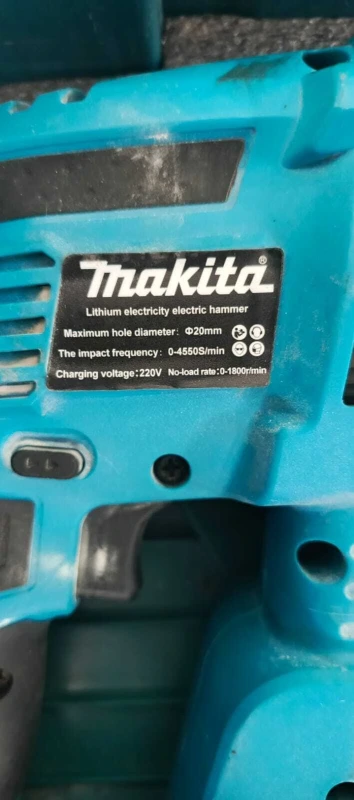 makita®
Lithium electricity electric hammer
Maximum hole diameter: Φ20mm
The impact frequency: 0-4550S/min
Charging voltage:220V No-load rate:0-1800r/min